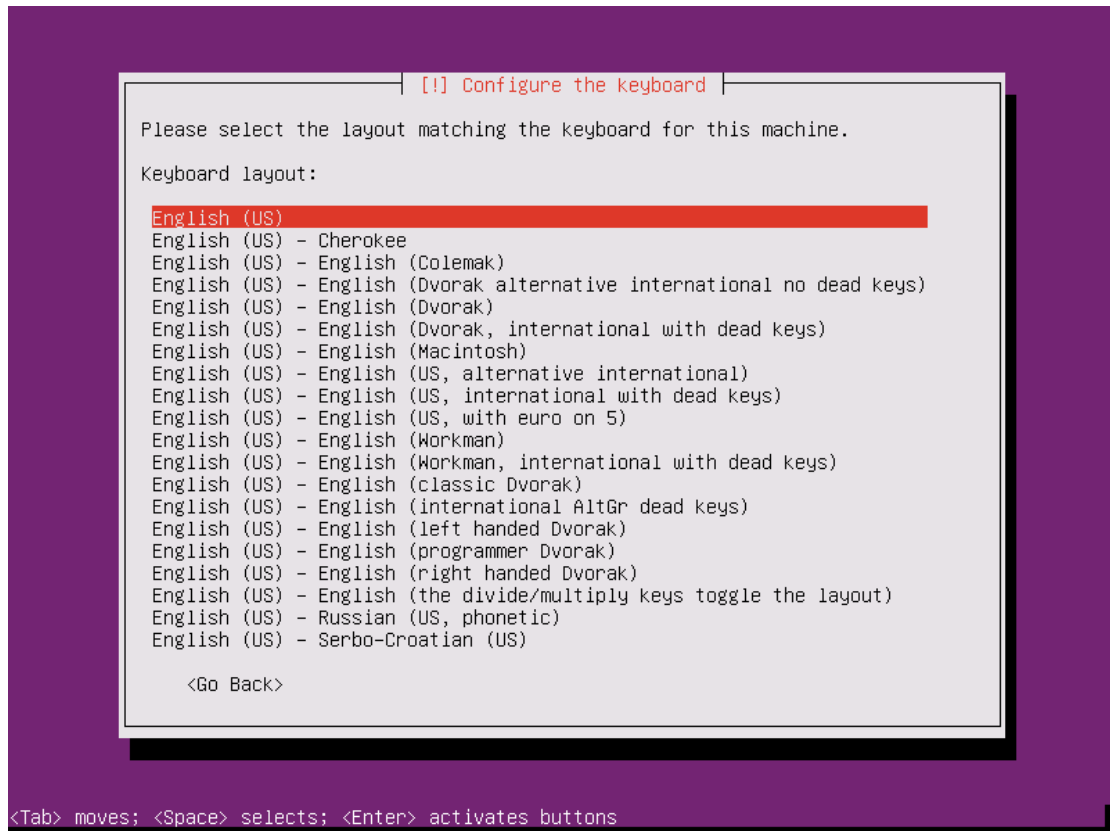 [!] Configure the keyboard
Please select the layout matching the keyboard for this machine.
Keyboard layout:
English (US)
English (US) - Cherokee
English (US) - English (Colemak)
English (US) - English (Dvorak alternative international no dead keys)
English (US) - English (Dvorak)
English (US) - English (Dvorak, international with dead keys)
English (US) - English (Macintosh)
English (US) - English (US, alternative international)
English (US) - English (US, international with dead keys)
English (US) - English (US, with euro on 5)
English (US) - English (Workman)
English (US) - English (Workman, international with dead keys)
English (US) - English (classic Dvorak)
English (US) - English (international AltGr dead keys)
English (US) - English (left handed Dvorak)
English (US) - English (programmer Dvorak)
English (US) - English (right handed Dvorak)
English (US) - English (the divide/multiply keys toggle the layout)
English (US) - Russian (US, phonetic)
English (US) - Serbo-Croatian (US)
<Go Back>
<Tab> moves; <Space> selects; <Enter> activates buttons